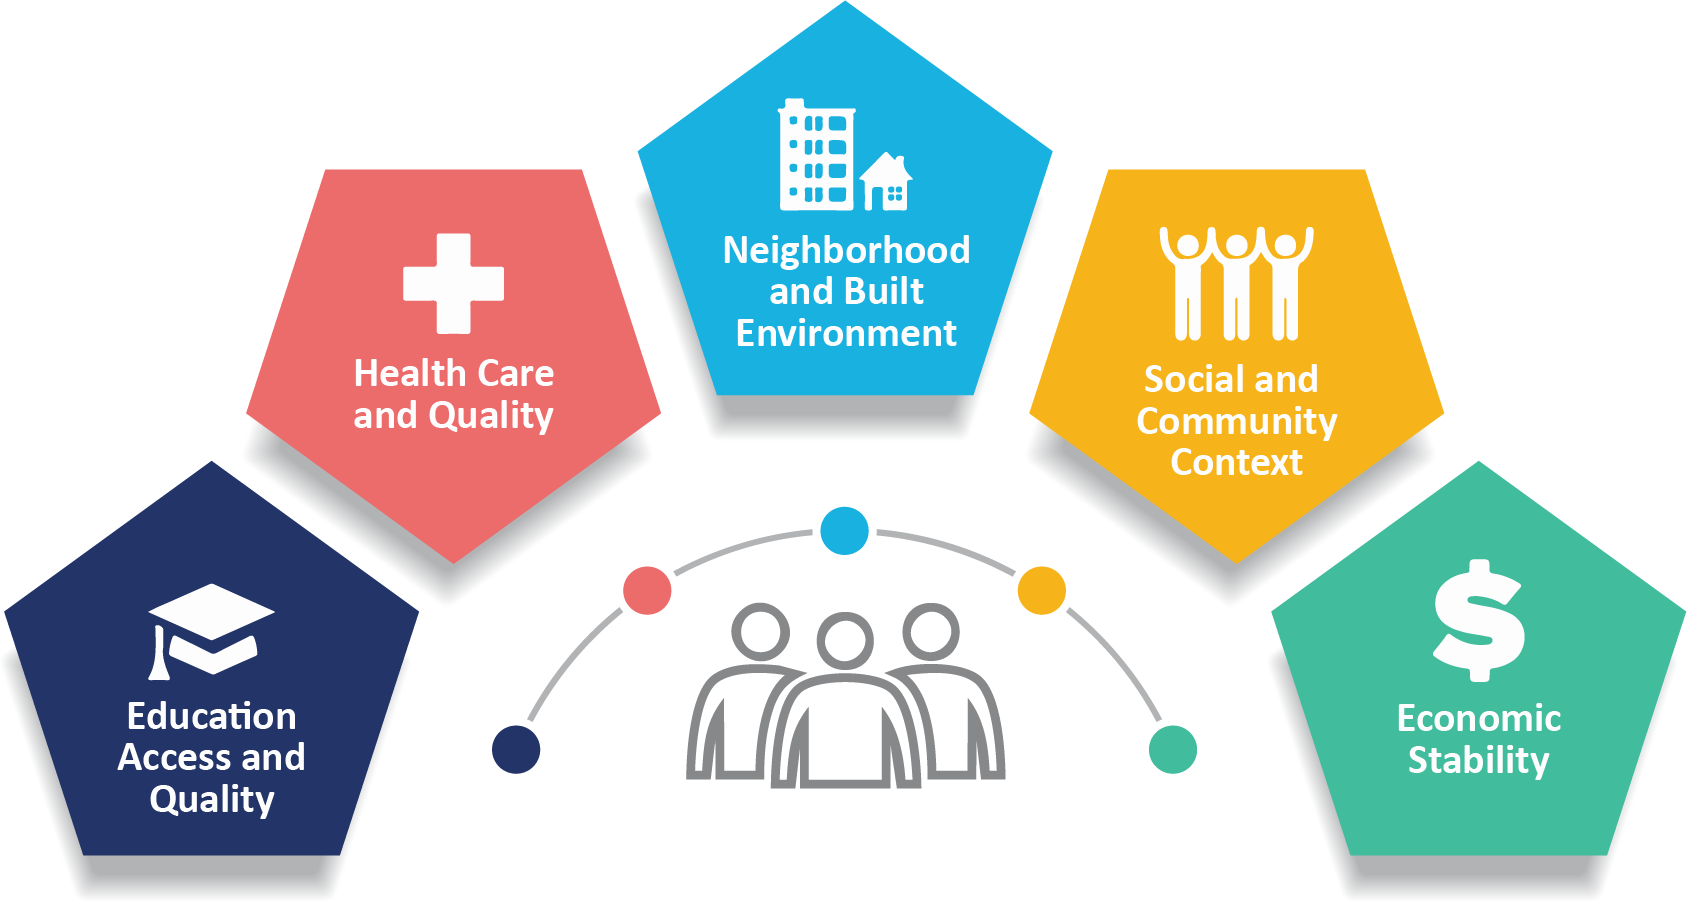 Education
Access and
Quality
Health Care
and Quality
Neighborhood
and Built
Environment
Social and
Community
Context
Economic
Stability